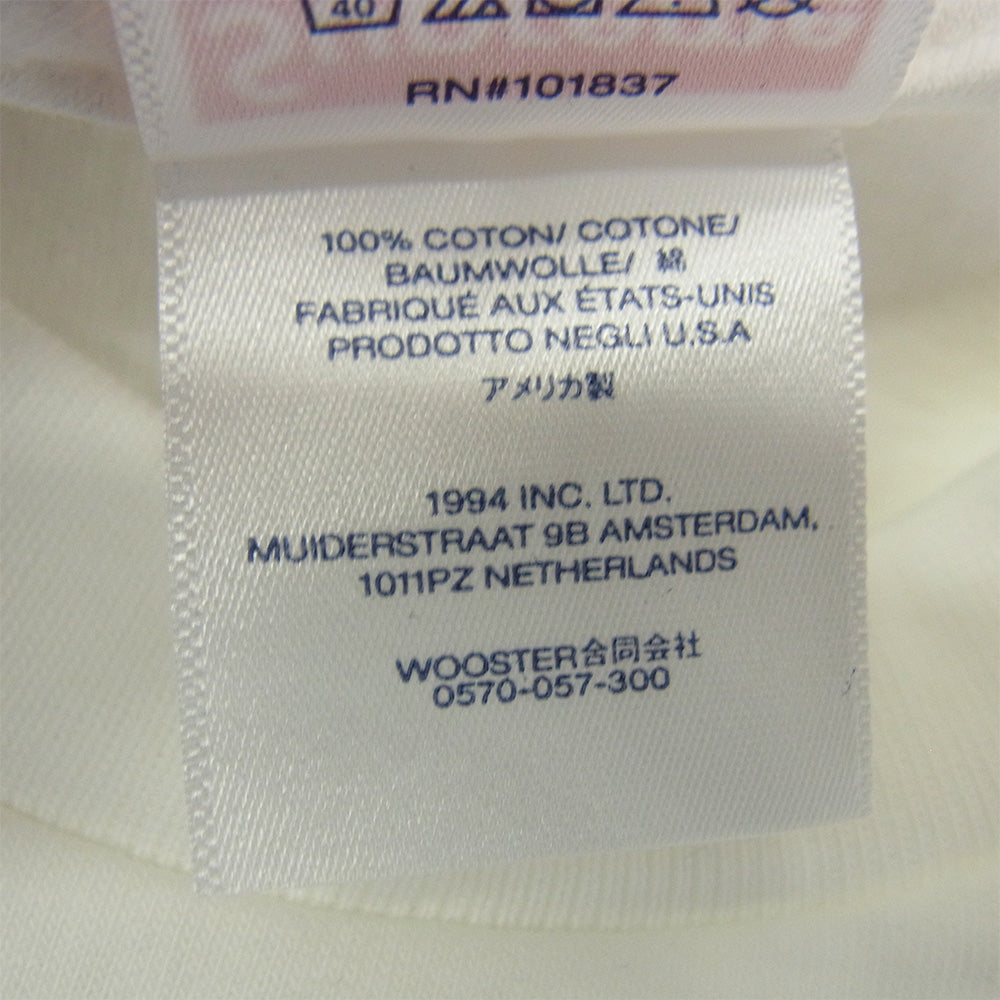 40
RN#101837
100% COTON/ COTONE/
BAUMWOLLE/ 綿
FABRIQUÉ AUX ÉTATS-UNIS
PRODOTTO NEGLI U.S.A
アメリカ製
1994 INC. LTD.
MUIDERSTRAAT 9B AMSTERDAM,
1011PZ NETHERLANDS
WOOSTER合同会社
0570-057-300